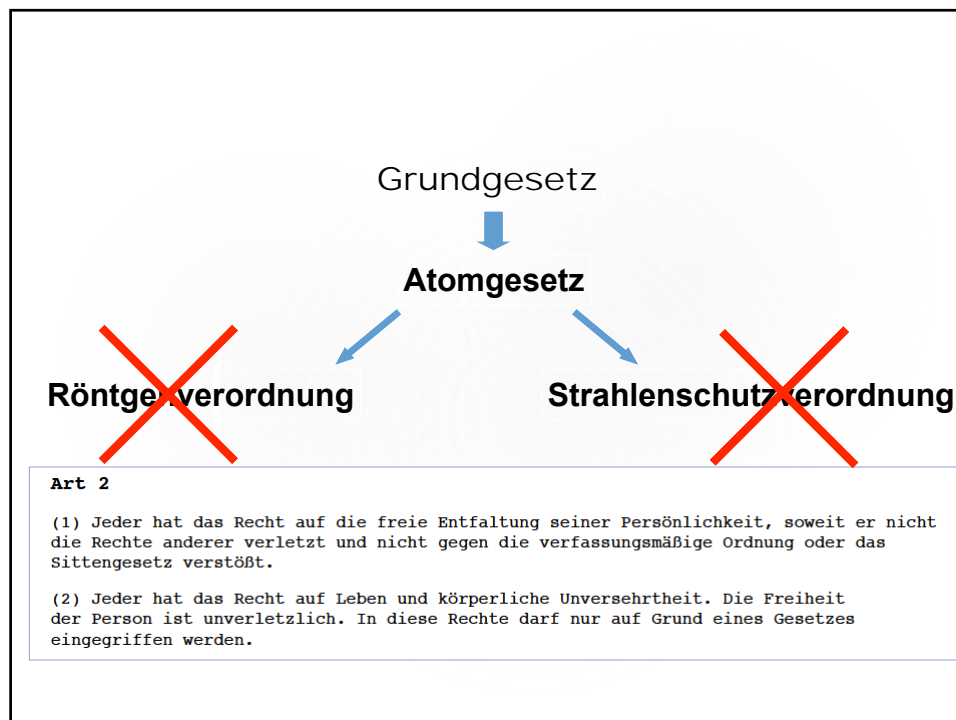 Grundgesetz
Atomgesetz
Röntgenverordnung
Strahlenschutzverordnung
Art 2
(1) Jeder hat das Recht auf die freie Entfaltung seiner Persönlichkeit, soweit er nicht
die Rechte anderer verletzt und nicht gegen die verfassungsmäßige Ordnung oder das
Sittengesetz verstößt.
(2) Jeder hat das Recht auf Leben und körperliche Unversehrtheit. Die Freiheit
der Person ist unverletzlich. In diese Rechte darf nur auf Grund eines Gesetzes
eingegriffen werden.